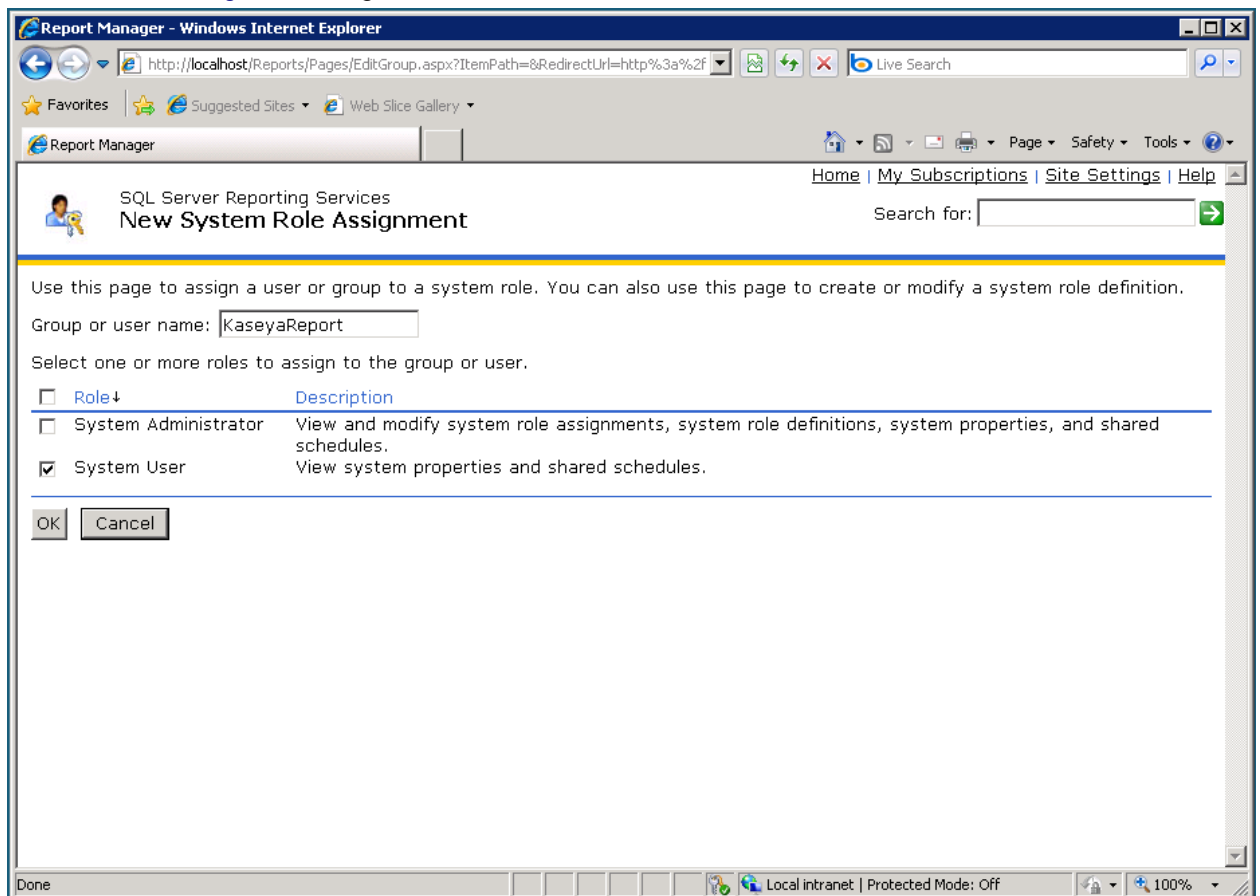 Report Manager - Windows Internet Explorer
http://localhost/Reports/Pages/EditGroup.aspx?ItemPath=&RedirectUrl=http%3a%2f
Live Search
Favorites
Suggested Sites
Web Slice Gallery
Report Manager
Page
Safety
Tools
Home | My Subscriptions | Site Settings | Help
SQL Server Reporting Services
New System Role Assignment
Search for:
Use this page to assign a user or group to a system role. You can also use this page to create or modify a system role definition.
Group or user name: KaseyaReport
Select one or more roles to assign to the group or user.
Role↓ Description
System Administrator View and modify system role assignments, system role definitions, system properties, and shared
schedules.
System User View system properties and shared schedules.
OK Cancel
Done
Local intranet | Protected Mode: Off
100%